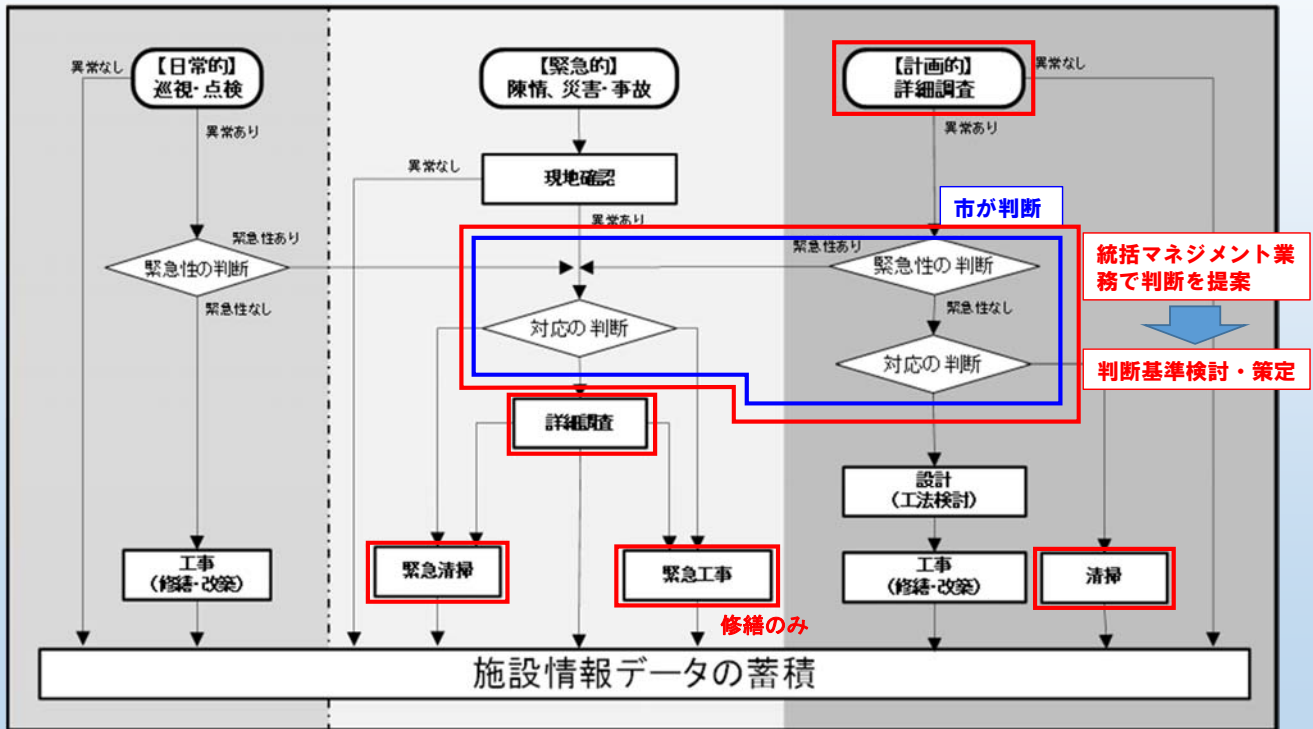 異常なし
【日常的】
巡視・点検
異常あり
緊急性あり
緊急性の判断
緊急性なし
工事
（修繕・改築）
【緊急的】
陳情、災害・事故
異常なし
現地確認
異常あり
対応の判断
詳細調査
緊急清掃
緊急工事
修繕のみ
【計画的】
詳細調査
異常なし
異常あり
市が判断
緊急性あり
緊急性の判断
緊急性なし
対応の判断
統括マネジメント業
務で判断を提案
判断基準検討・策定
設計
（工法検討）
工事
（修繕・改築）
清掃
施設情報データの蓄積